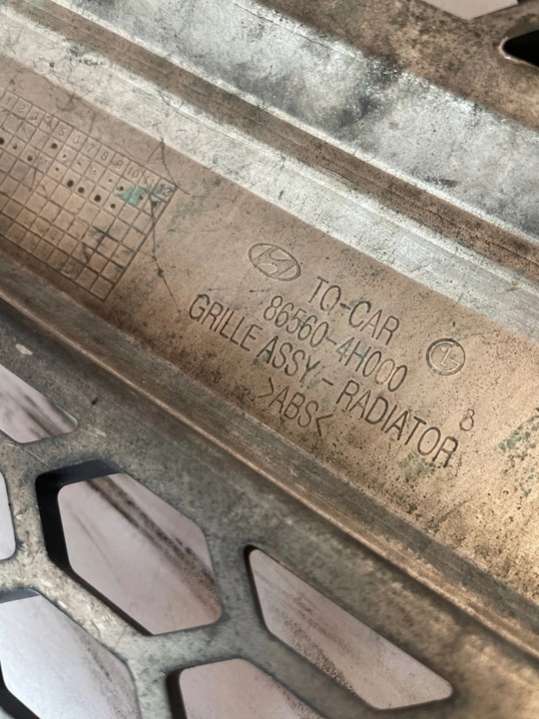 TQ-CAR
86560-4H000
GRILLE ASSY - RADIATOR
>ABS<
8